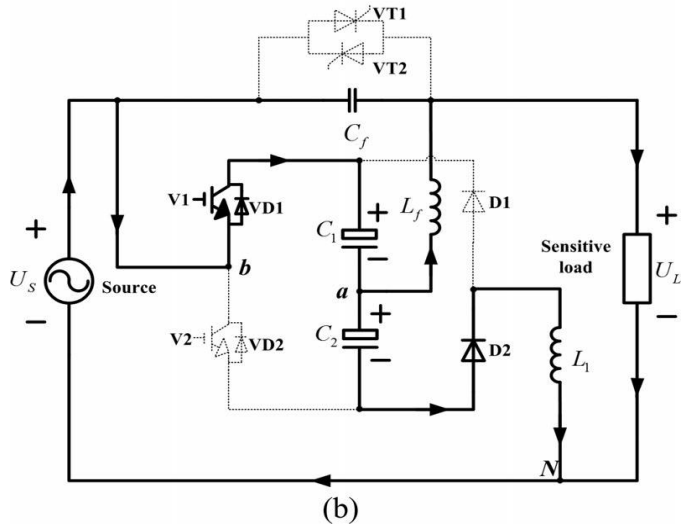 VT1
VT2
C_f
V1
VD1
C_1
+
−
L_f
D1
+
U_S
−
Source
b
a
Sensitive
load
+
U_L
−
V2
VD2
C_2
+
−
D2
L_1
N
(b)